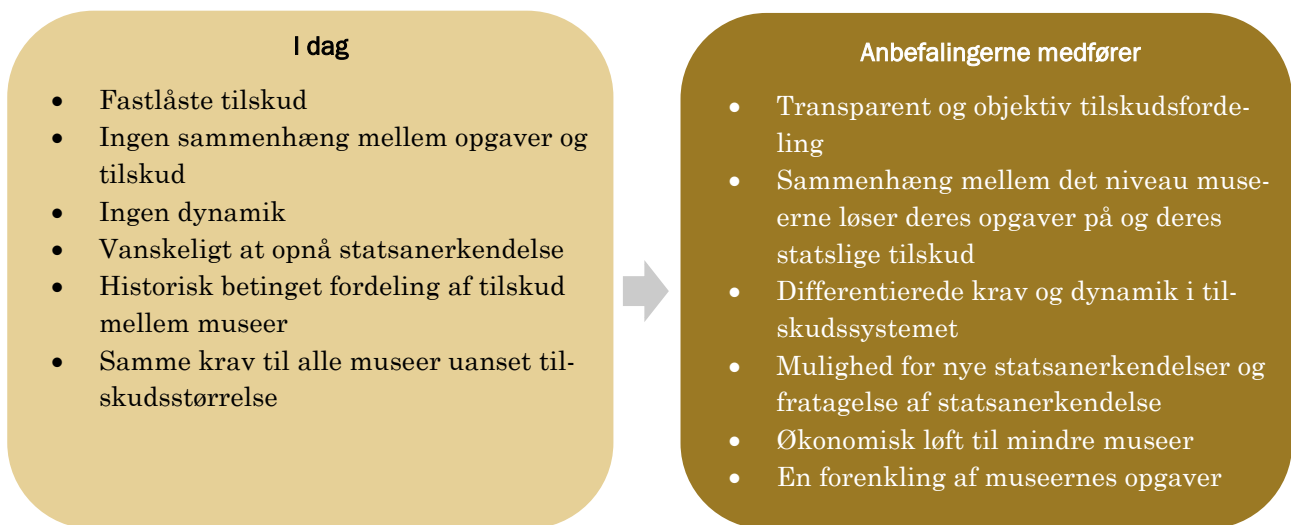 I dag
• Fastlåste tilskud
• Ingen sammenhæng mellem opgaver og
tilskud
• Ingen dynamik
• Vanskeligt at opnå statsanerkendelse
• Historisk betinget fordeling af tilskud
mellem museer
• Samme krav til alle museer uanset til-
skudsstørrelse
Anbefalingerne medfører
• Transparent og objektiv tilskudsforde-
ling
• Sammenhæng mellem det niveau muse-
erne løser deres opgaver på og deres
statslige tilskud
• Differentierede krav og dynamik i til-
skudssystemet
• Mulighed for nye statsanerkendelser og
fratagelse af statsanerkendelse
• Økonomisk løft til mindre museer
• En forenkling af museernes opgaver